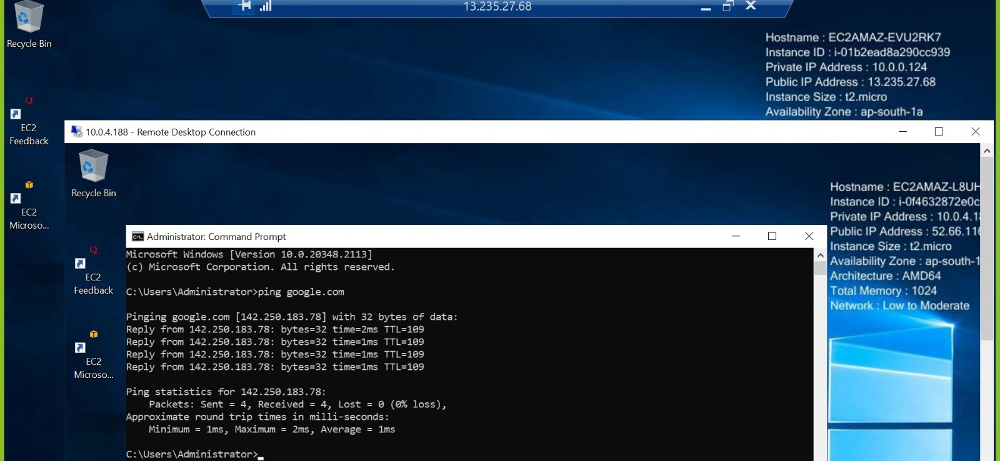 13.235.27.68
Recycle Bin
Hostname : EC2AMAZ-EVU2RK7
Instance ID : i-01b2ead8a290cc939
Private IP Address : 10.0.0.124
Public IP Address : 13.235.27.68
Instance Size : t2.micro
Availability Zone : ap-south-1a
EC2
Feedback
EC2
Microso...
10.0.4.188 - Remote Desktop Connection
Recycle Bin
Hostname : EC2AMAZ-L8UH
Instance ID : i-0f4632872e0c
Private IP Address : 10.0.4.18
Public IP Address : 52.66.116
Instance Size : t2.micro
Availability Zone : ap-south-1
Architecture : AMD64
Total Memory : 1024
Network : Low to Moderate
EC2
Feedback
EC2
Microso...
Administrator: Command Prompt
Microsoft Windows [Version 10.0.20348.2113]
(c) Microsoft Corporation. All rights reserved.
C:\Users\Administrator>ping google.com
Pinging google.com [142.250.183.78] with 32 bytes of data:
Reply from 142.250.183.78: bytes=32 time=2ms TTL=109
Reply from 142.250.183.78: bytes=32 time=1ms TTL=109
Reply from 142.250.183.78: bytes=32 time=1ms TTL=109
Reply from 142.250.183.78: bytes=32 time=1ms TTL=109
Ping statistics for 142.250.183.78:
Packets: Sent = 4, Received = 4, Lost = 0 (0% loss),
Approximate round trip times in milli-seconds:
Minimum = 1ms, Maximum = 2ms, Average = 1ms
C:\Users\Administrator>